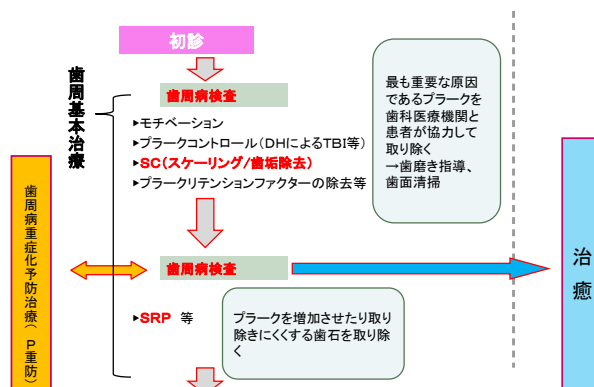 初診
歯周基本治療
歯周病検査
▸モチベーション
▸プラークコントロール（DHによるTBI等）
▸SC（スケーリング/歯垢除去）
▸プラークリテンションファクターの除去等
最も重要な原因
であるプラークを
歯科医療機関と
患者が協力して
取り除く
→歯磨き指導、
歯面清掃
歯周病重症化予防治療（P重防）
歯周病検査
治癒
▸SRP 等
プラークを増加させたり取り
除きにくくする歯石を取り除
く